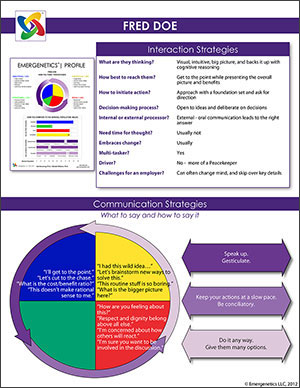 FRED DOE
Interaction Strategies
EMERGENETICS® | PROFILE
What are they thinking? Visual, intuitive, big picture, and backs it up with
cognitive reasoning
How best to reach them? Get to the point while presenting the overall
picture and benefits
How to initiate action? Approach with a foundation set and ask for
direction
Decision-making process? Open to ideas and deliberate on decisions
Internal or external processor? External - oral communication leads to the right
answer
Need time for thought? Usually not
Embraces change? Usually
Multi-tasker? Yes
Driver? No - more of a Peacekeeper
Challenges for an employer? Can often change mind, and skip over key
details
Communication Strategies
What to say and how to say it
"I'll get to the point."
"Let's cut to the chase."
"What is the cost/benefit ratio?"
"This doesn't make rational
sense to me."
"I had this wild idea…"
"Let's brainstorm new ways to
solve this."
"This routine stuff is so boring."
"What is the bigger picture
here?"
"How are you feeling about
this?"
"Respect and dignity belong
above all else."
"I'm concerned about how
others will react."
"I'm sure you want to be
involved in the discussion."
Speak up.
Gesticulate.
Keep your actions at a slow pace.
Be conciliatory.
Do it any way.
Give them many options.
© Emergenetics LLC, 2012